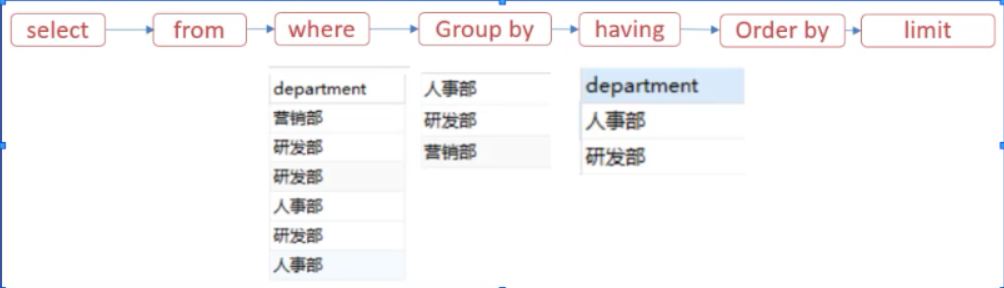 select
from
where
Group by
having
Order by
limit
department
营销部
研发部
研发部
人事部
研发部
人事部
人事部
研发部
营销部
department
人事部
研发部